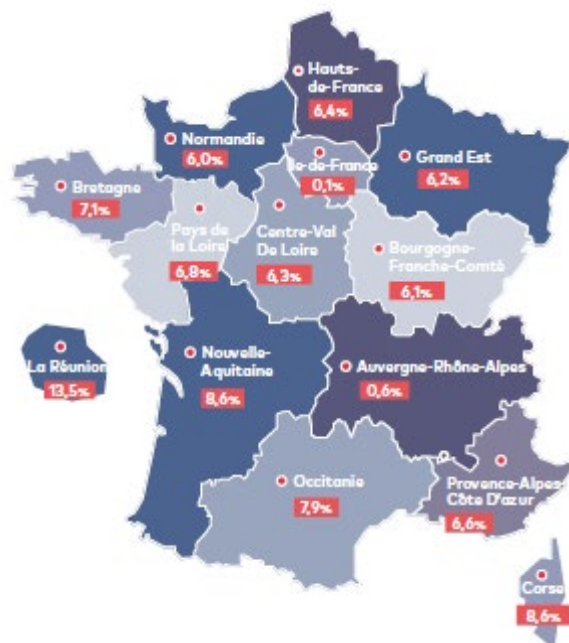 Hauts-
de-France
6,4%
Normandie
6,0%
Île-de-France
0,1%
Grand Est
6,2%
Bretagne
7,1%
Pays de
la Loire
6,8%
Centre-Val
De Loire
6,3%
Bourgogne-
Franche-Comté
6,1%
La Réunion
13,5%
Nouvelle-
Aquitaine
8,6%
Auvergne-Rhône-Alpes
0,6%
Occitanie
7,9%
Provence-Alpes-
Côte D'azur
6,6%
Corse
8,6%